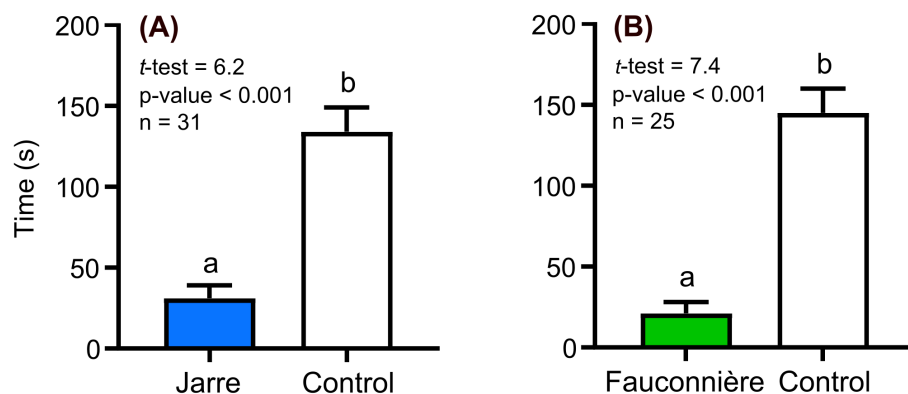 (A)
t-test = 6.2
p-value < 0.001
n = 31
Time (s)
200
150
100
50
0
a
b
Jarre
Control
(B)
t-test = 7.4
p-value < 0.001
n = 25
200
150
100
50
0
a
b
Fauconnière
Control